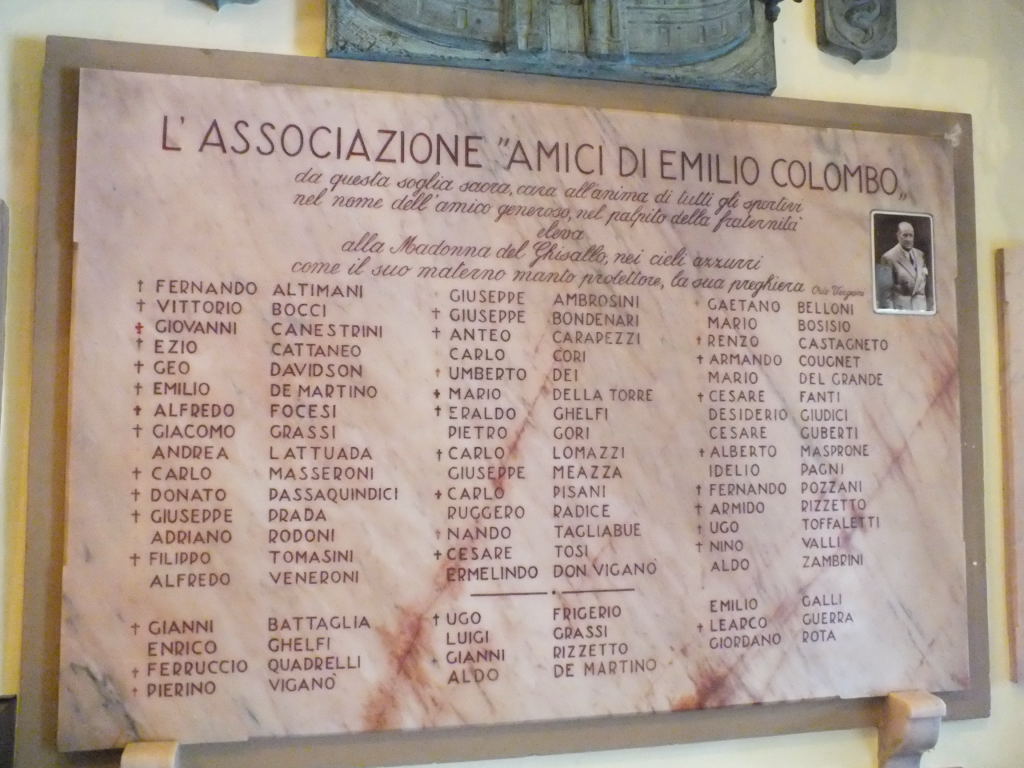 L'ASSOCIAZIONE "AMICI DI EMILIO COLOMBO"
da questa soglia sacra, cara all'anima di tutti gli sportivi
nel nome dell'amico generoso, nel palpito della fraternità
eleva
alla Madonna del Ghisallo, nei cieli azzurri
come il suo materno manto protettore, la sua preghiera Orio Vergani
† FERNANDO ALTIMANI
† VITTORIO BOCCI
† GIOVANNI CANESTRINI
† EZIO CATTANEO
† GEO DAVIDSON
† EMILIO DE MARTINO
† ALFREDO FOCESI
† GIACOMO GRASSI
ANDREA LATTUADA
† CARLO MASSERONI
† DONATO PASSAQUINDICI
† GIUSEPPE PRADA
ADRIANO RODONI
† FILIPPO TOMASINI
ALFREDO VENERONI
† GIUSEPPE AMBROSINI
† GIUSEPPE BONDENARI
† ANTEO CARAPEZZI
CARLO CORI
† UMBERTO DEI
† MARIO DELLA TORRE
† ERALDO GHELFI
PIETRO GORI
† CARLO LOMAZZI
GIUSEPPE MEAZZA
† CARLO PISANI
RUGGERO RADICE
† NANDO TAGLIABUE
† CESARE TOSI
ERMELINDO DON VIGANO'
† GAETANO BELLONI
MARIO BOSISIO
† RENZO CASTAGNETO
† ARMANDO COUGNET
MARIO DEL GRANDE
† CESARE FANTI
DESIDERIO GIUDICI
CESARE GUBERTI
† ALBERTO MASPRONE
IDELIO PAGNI
† FERNANDO POZZANI
† ARMIDO RIZZETTO
† UGO TOFFALETTI
† NINO VALLI
ALDO ZAMBRINI
† GIANNI BATTAGLIA
ENRICO GHELFI
† FERRUCCIO QUADRELLI
† PIERINO VIGANO'
† UGO FRIGERIO
LUIGI GRASSI
† GIANNI RIZZETTO
ALDO DE MARTINO
EMILIO GALLI
† LEARCO GUERRA
GIORDANO ROTA